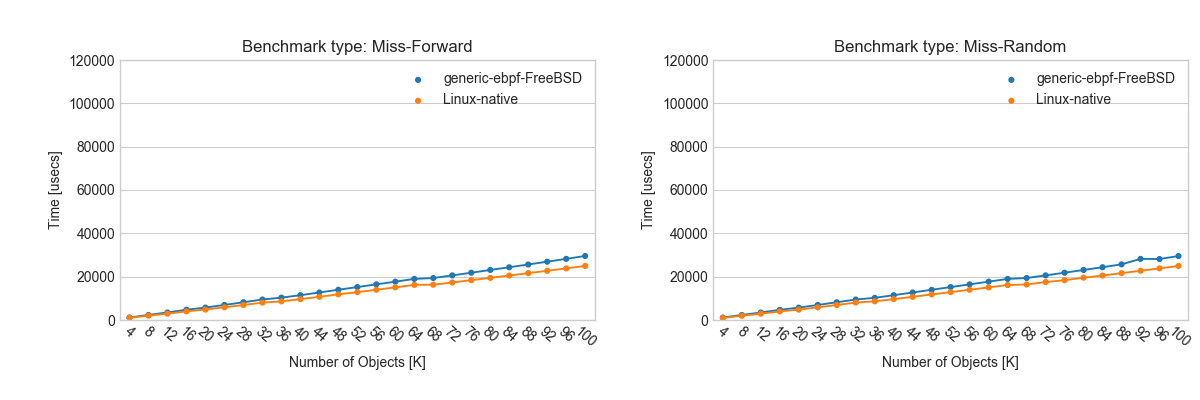 Benchmark type: Miss-Forward
120000
100000
80000
60000
40000
20000
0
Time [usecs]
generic-ebpf-FreeBSD
Linux-native
4 8 12 16 20 24 28 32 36 40 44 48 52 56 60 64 68 72 76 80 84 88 92 96 100
Number of Objects [K]
Benchmark type: Miss-Random
120000
100000
80000
60000
40000
20000
0
Time [usecs]
generic-ebpf-FreeBSD
Linux-native
4 8 12 16 20 24 28 32 36 40 44 48 52 56 60 64 68 72 76 80 84 88 92 96 100
Number of Objects [K]